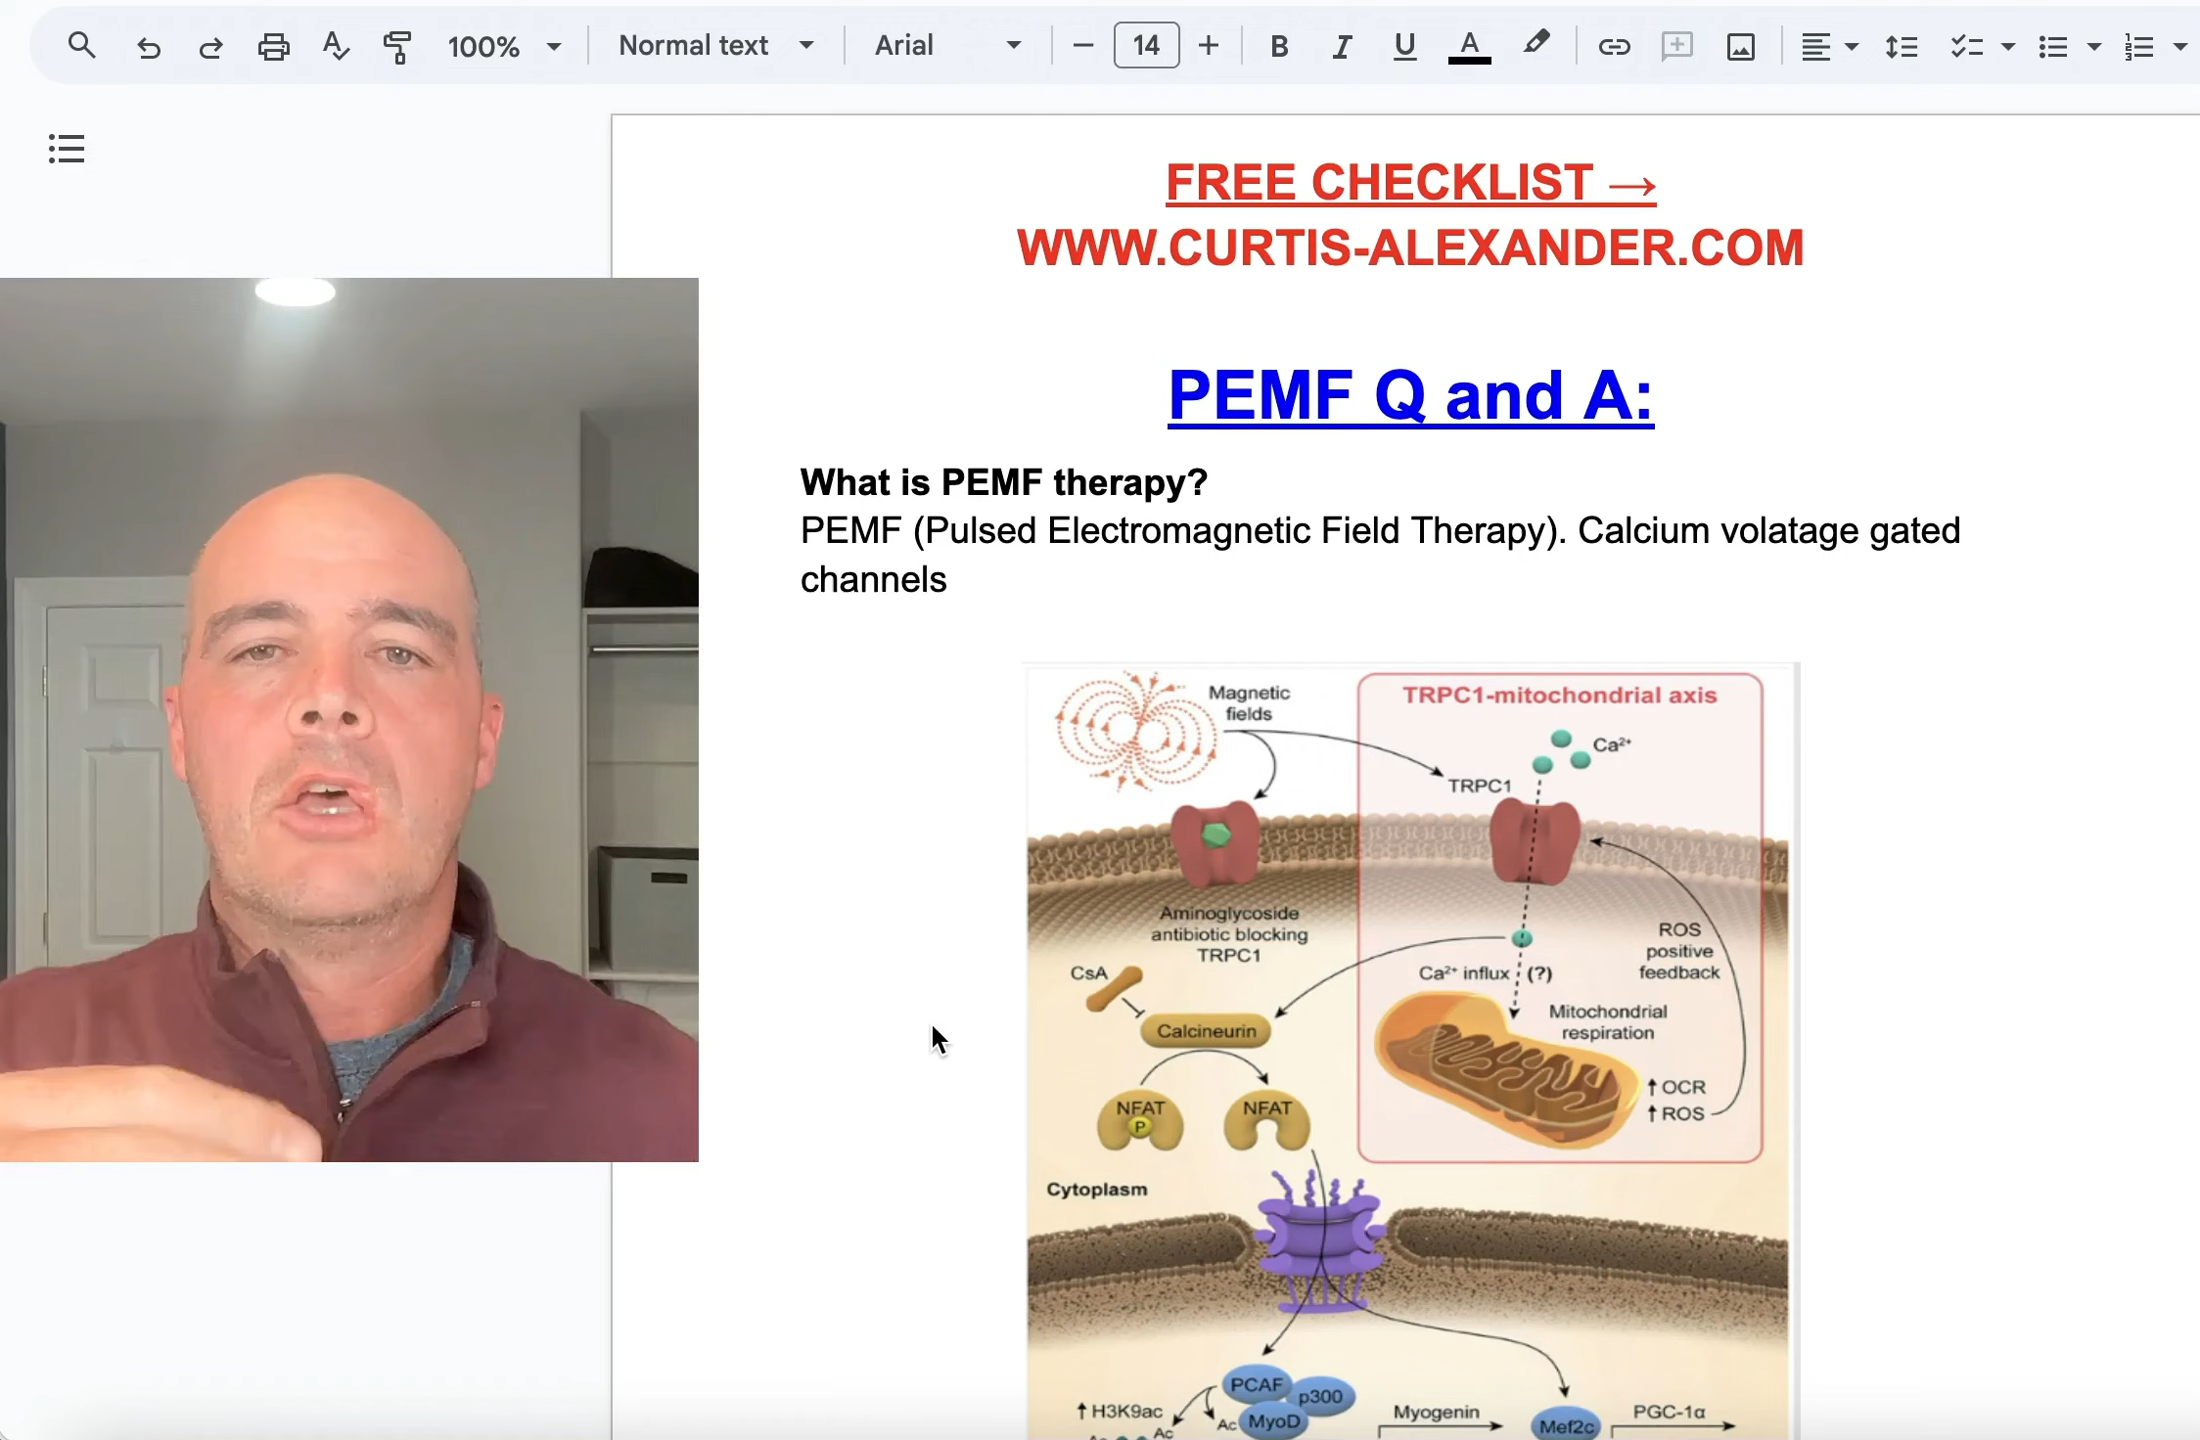 100%
Normal text
Arial
14
B I U A
FREE CHECKLIST →
WWW.CURTIS-ALEXANDER.COM
PEMF Q and A:
What is PEMF therapy?
PEMF (Pulsed Electromagnetic Field Therapy). Calcium volatage gated
channels
Magnetic
fields
TRPC1-mitochondrial axis
Ca²⁺
TRPC1
Aminoglycoside
antibiotic blocking
TRPC1
ROS
positive
feedback
CsA
Ca²⁺ influx (?)
Calcineurin
Mitochondrial
respiration
↑ OCR
↑ ROS
NFAT
P
NFAT
Cytoplasm
PCAF
p300
↑ H3K9ac
Ac
MyoD
Ac
Myogenin
Mef2c
PGC-1α